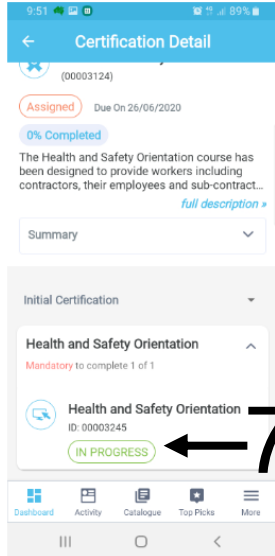 9:51 89%
Certification Detail
(00003124)
Assigned Due On 26/06/2020
0% Completed
The Health and Safety Orientation course has
been designed to provide workers including
contractors, their employees and sub-contract...
full description »
Summary
Initial Certification
Health and Safety Orientation
Mandatory to complete 1 of 1
Health and Safety Orientation
ID: 00003245
IN PROGRESS
Dashboard Activity Catalogue Top Picks More